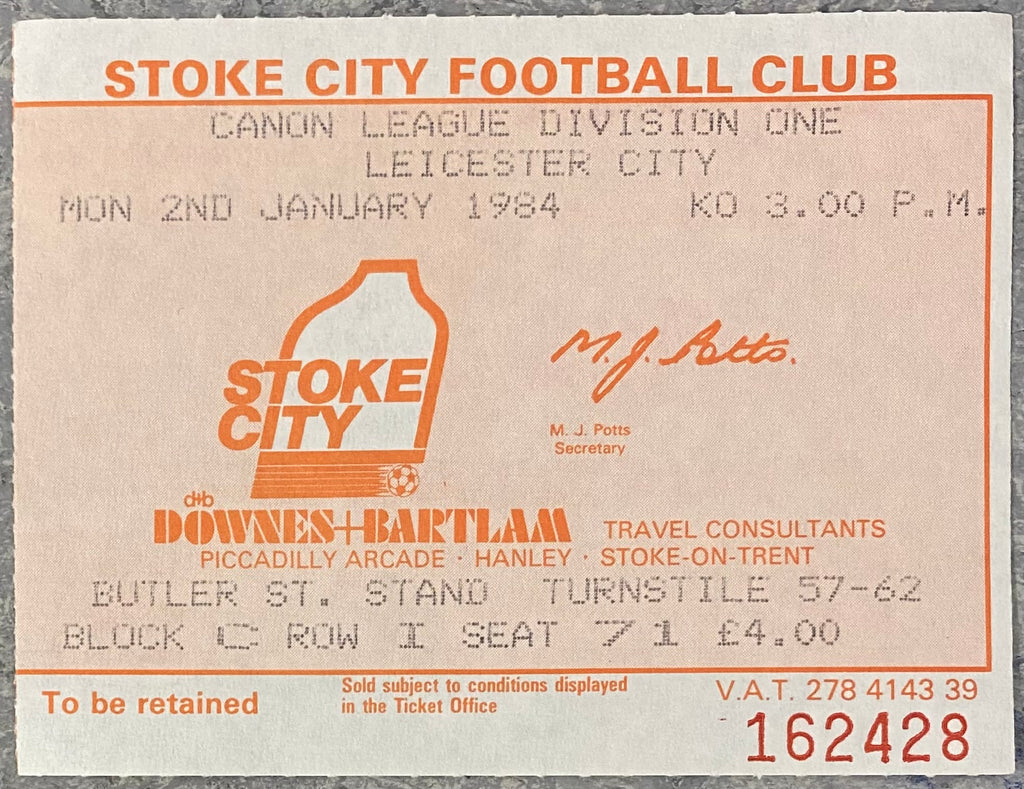 STOKE CITY FOOTBALL CLUB
CANON LEAGUE DIVISION ONE
LEICESTER CITY
MON 2ND JANUARY 1984 KO 3.00 P.M.
STOKE
CITY
M. J. Potts.
M. J. Potts
Secretary
d+b
DOWNES+BARTLAM TRAVEL CONSULTANTS
PICCADILLY ARCADE · HANLEY · STOKE-ON-TRENT
BUTLER ST. STAND TURNSTILE 57-62
BLOCK C ROW I SEAT 71 £4.00
To be retained
Sold subject to conditions displayed
in the Ticket Office
V.A.T. 278 4143 39
162428